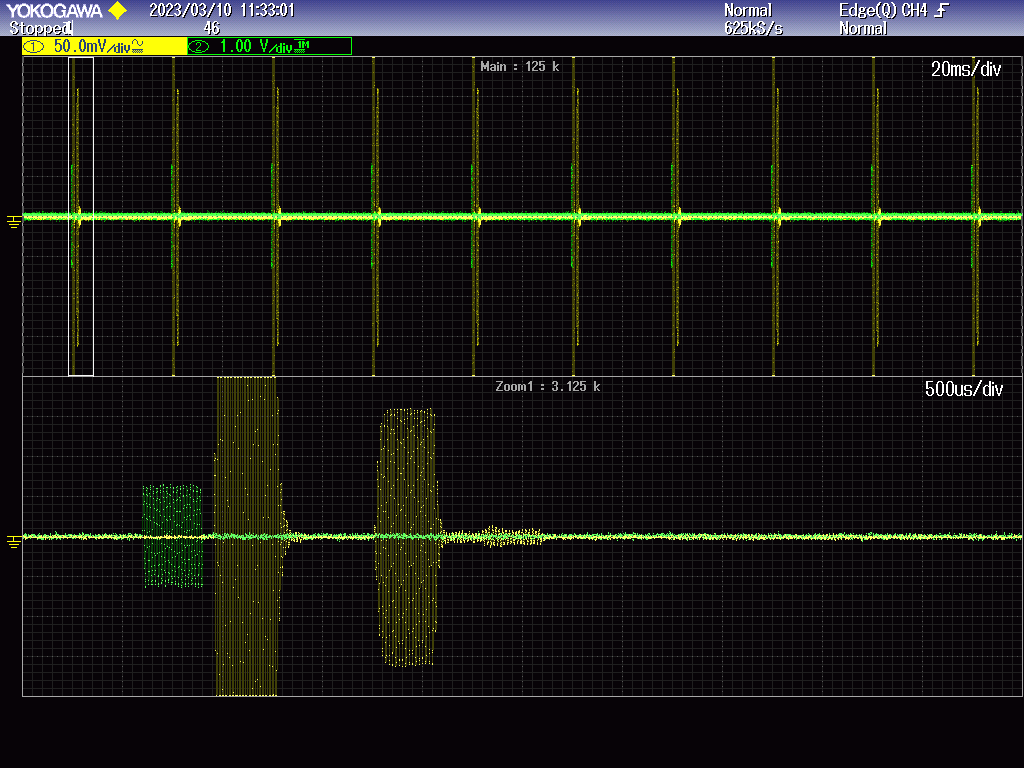 YOKOGAWA 2023/03/10 11:33:01 Normal Edge(Q) CH4
Stopped 46 625kS/s Normal
1 50.0mV/div 2 1.00 V/div 1M
Main : 125 k 20ms/div
Zoom1 : 3.125 k 500us/div